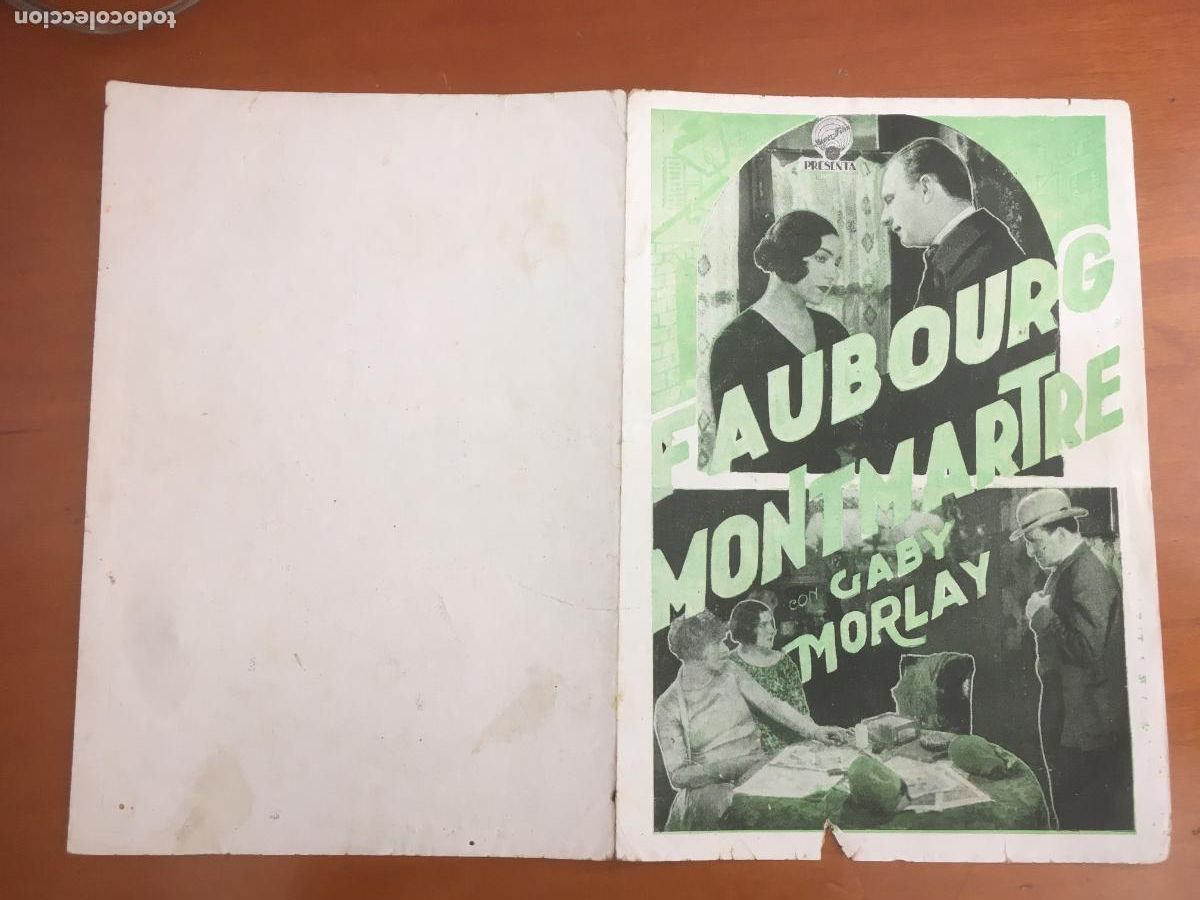 todocoleccion
PRESENTA
FAUBOURG
MONTMARTRE
CON GABY
MORLAY